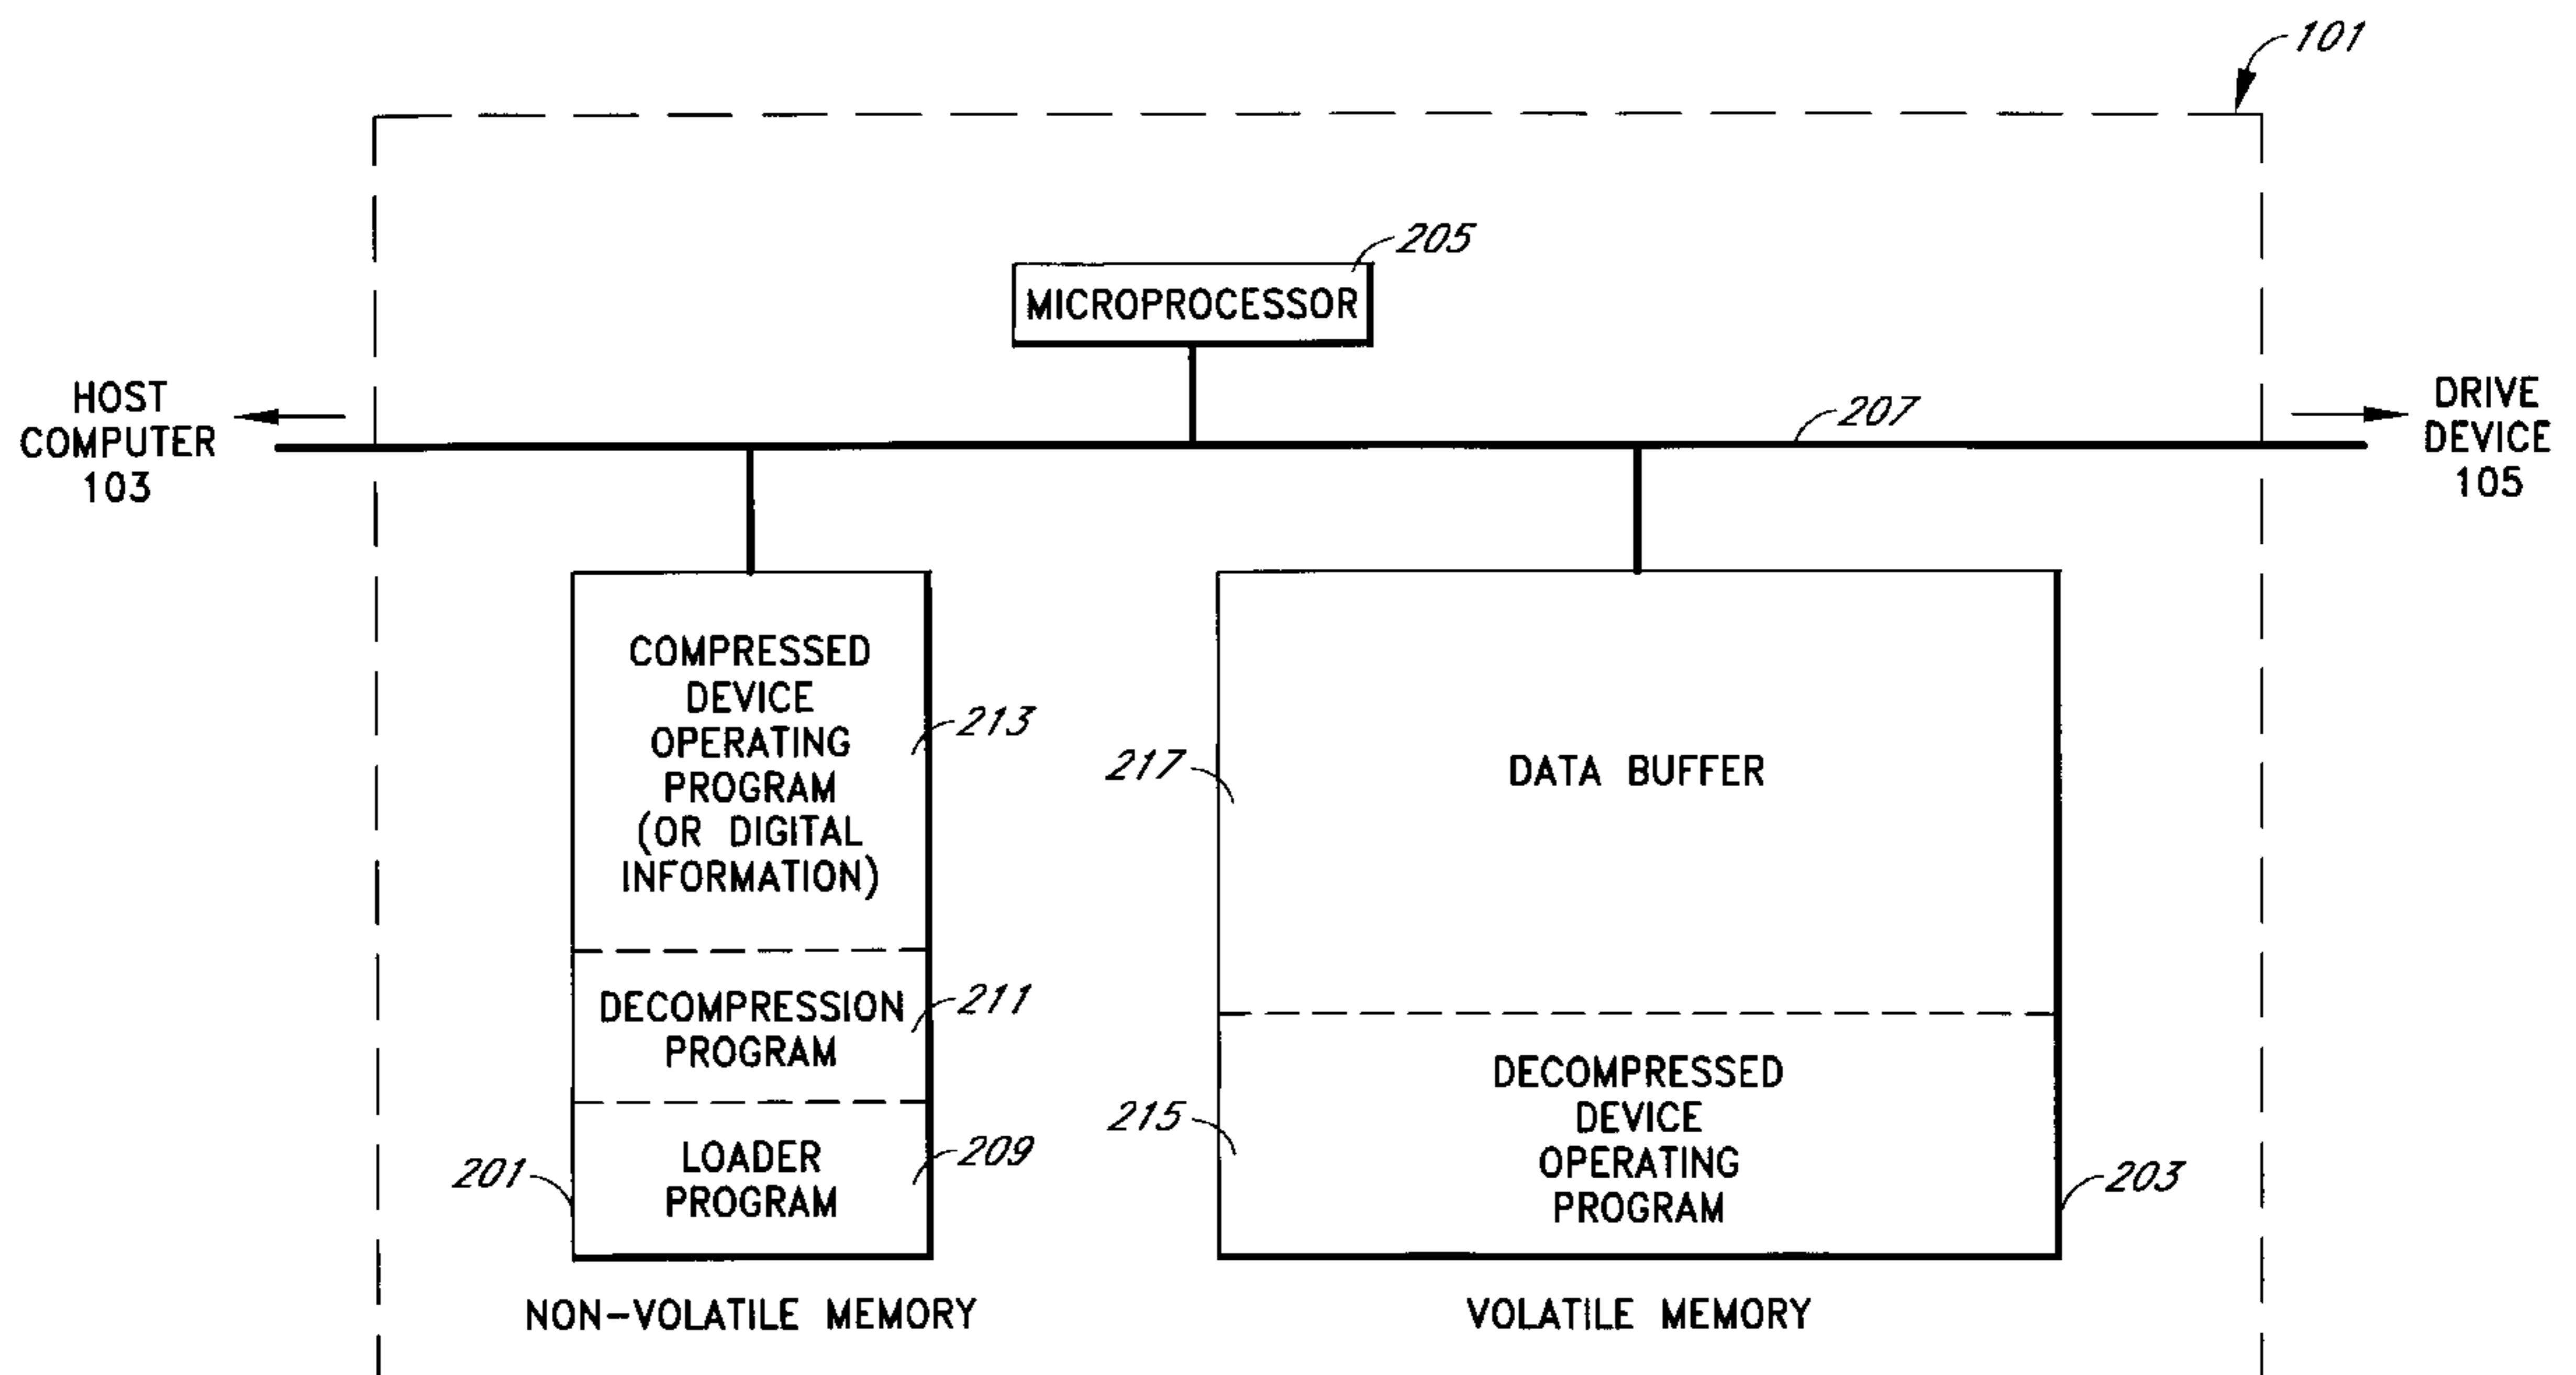 101
205
MICROPROCESSOR
HOST
COMPUTER
103
207
DRIVE
DEVICE
105
COMPRESSED
DEVICE
OPERATING
PROGRAM
(OR DIGITAL
INFORMATION)
213
DECOMPRESSION
PROGRAM
211
LOADER
PROGRAM
209
201
NON-VOLATILE MEMORY
217
DATA BUFFER
215
DECOMPRESSED
DEVICE
OPERATING
PROGRAM
203
VOLATILE MEMORY